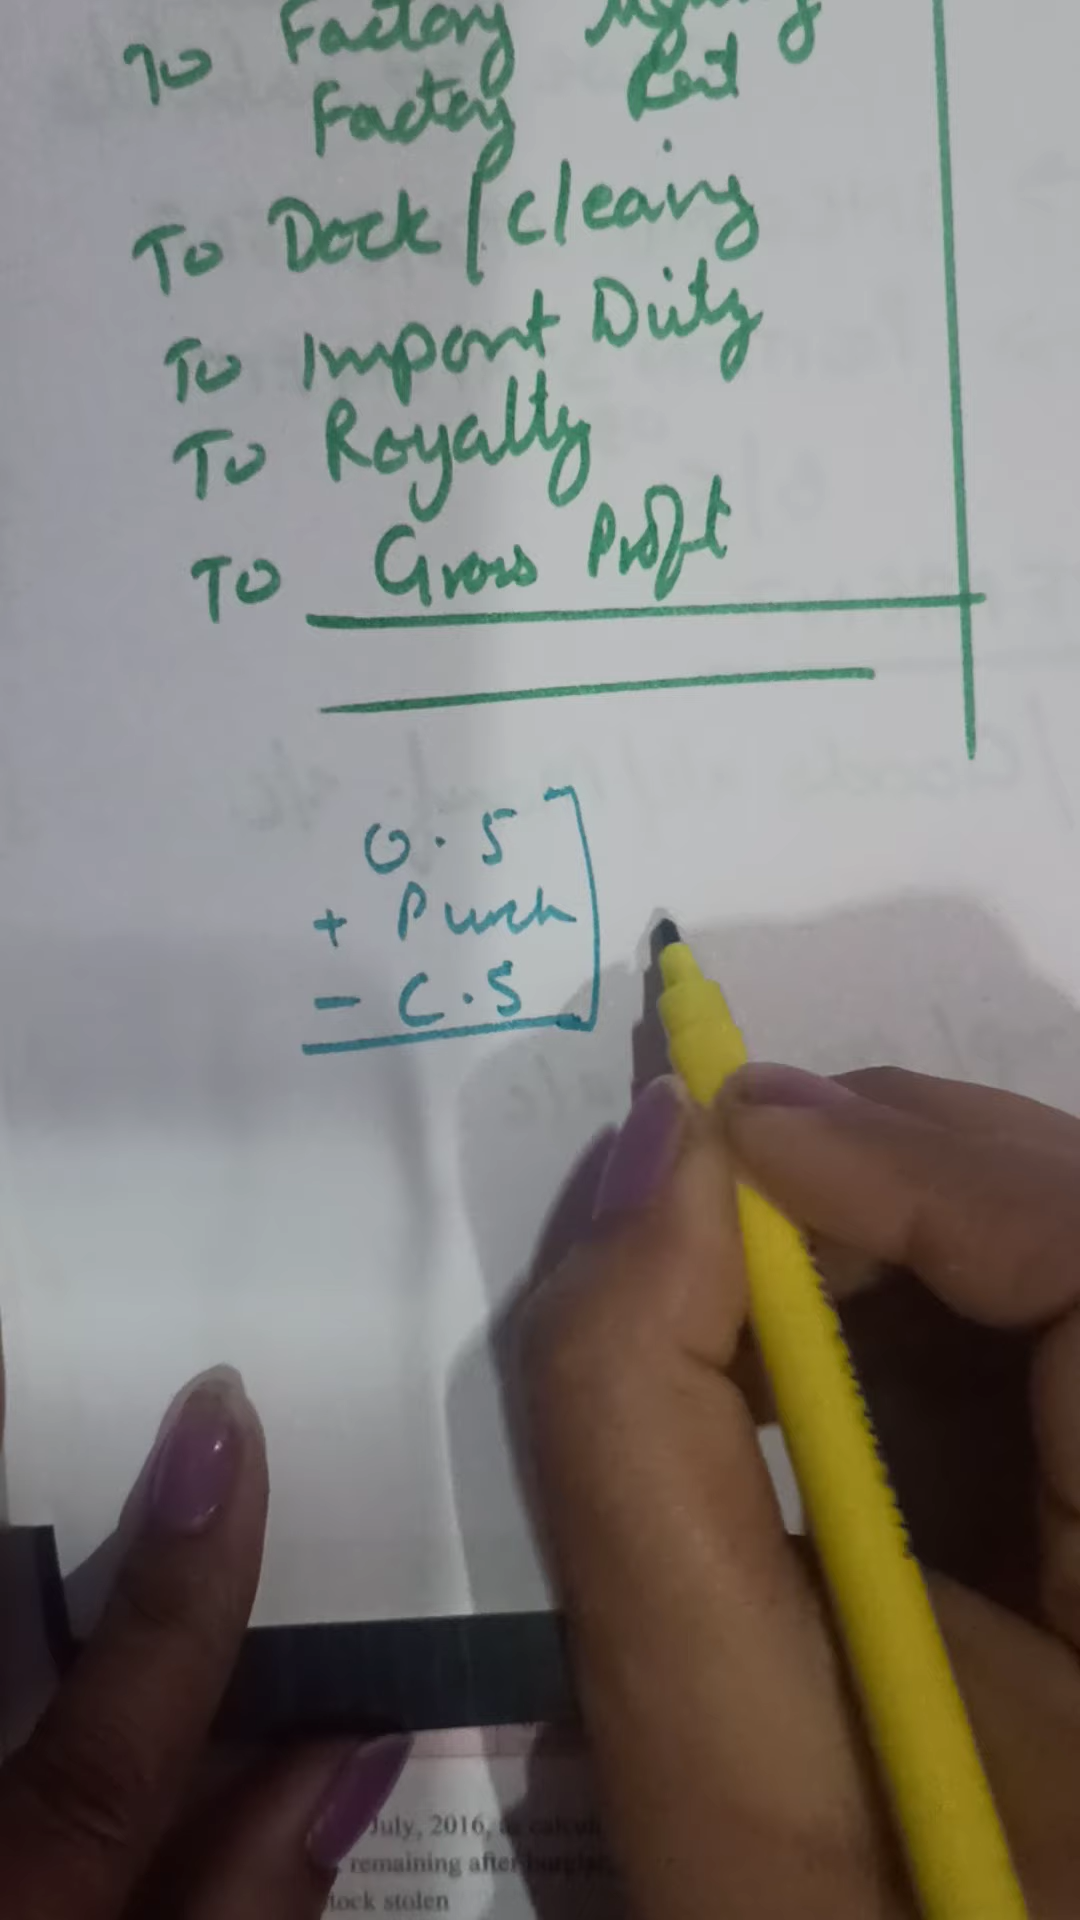 To Factory
Factory Rent
To Dock/Clearing
To Import Duty
To Royalty
To Gross Profit
O.S
+ Purch
- C.S
July, 2016, as
remaining after
stock stolen